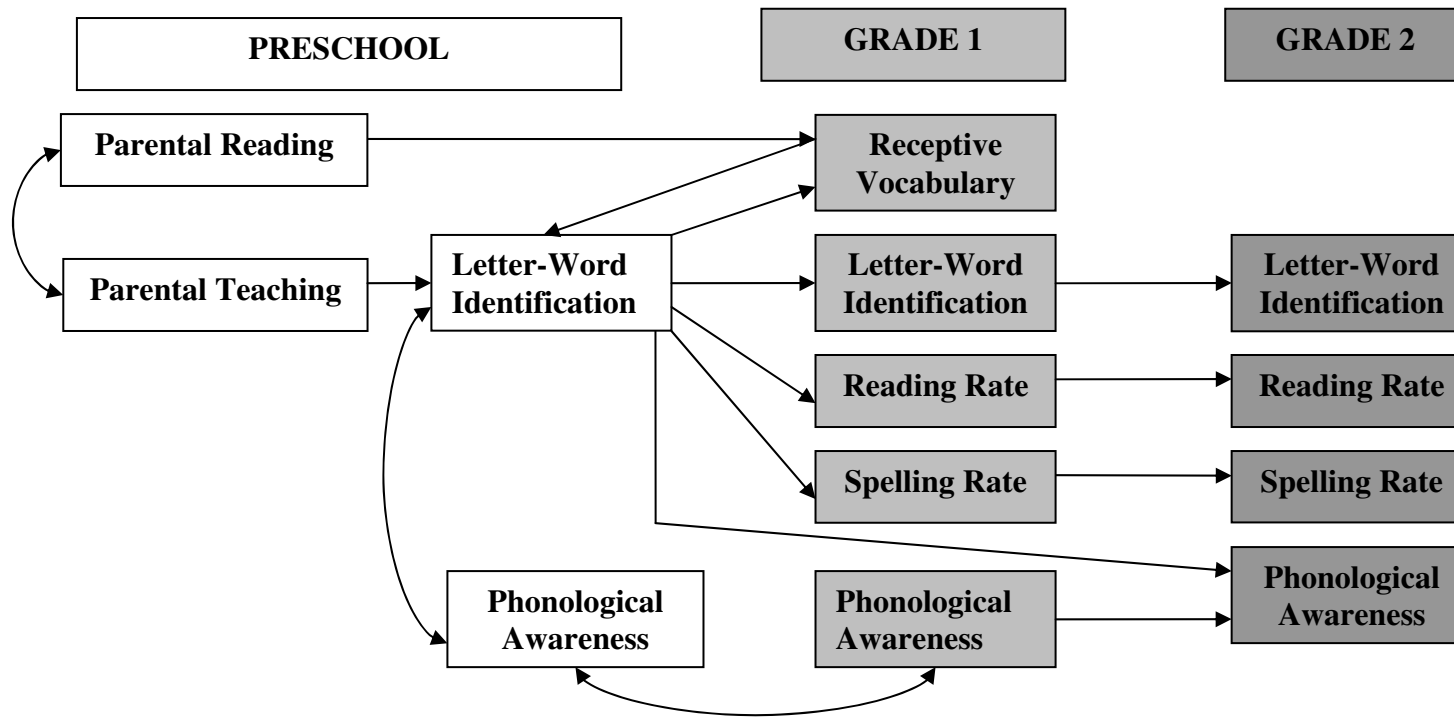 PRESCHOOL
GRADE 1
GRADE 2
Parental Reading
Receptive
Vocabulary
Parental Teaching
Letter-Word
Identification
Letter-Word
Identification
Letter-Word
Identification
Reading Rate
Reading Rate
Spelling Rate
Spelling Rate
Phonological
Awareness
Phonological
Awareness
Phonological
Awareness